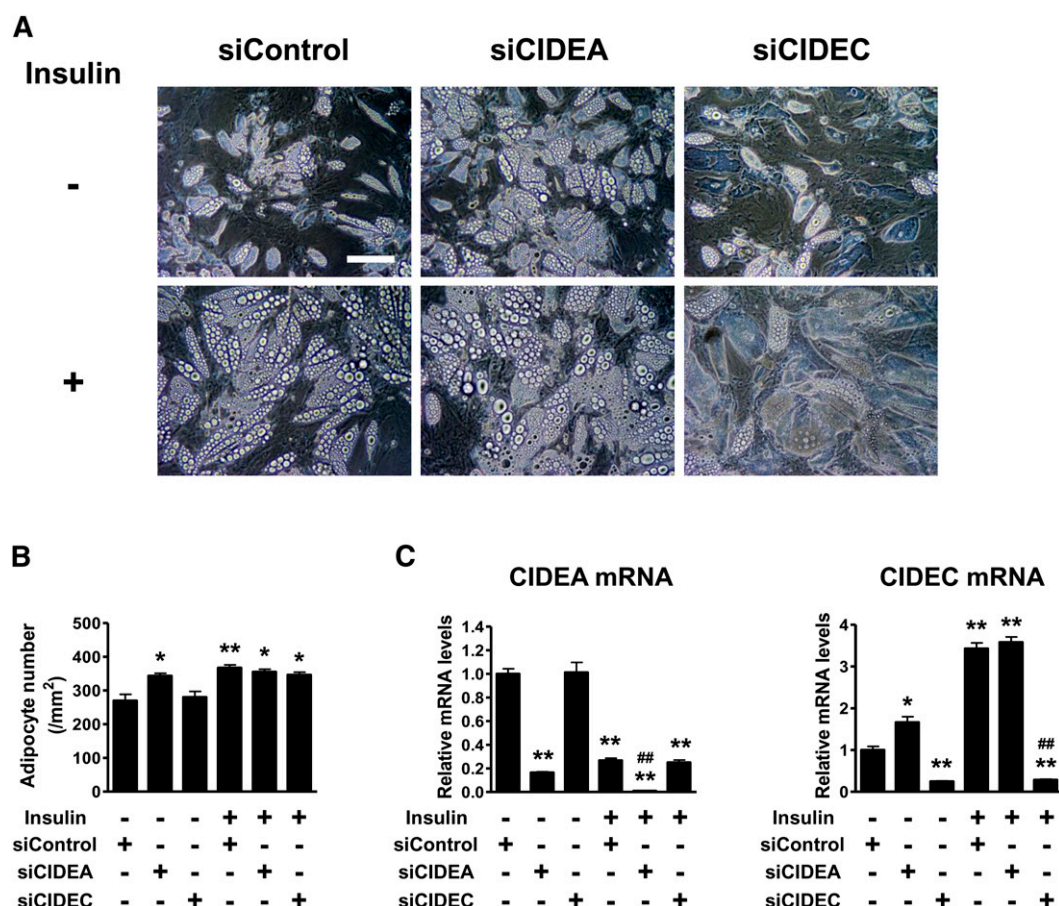 A
siControl siCIDEA siCIDEC
Insulin
-
+
B
C
CIDEA mRNA
CIDEC mRNA
Adipocyte number
(/mm²)
500
400
300
200
100
0
* ** * *
Relative mRNA levels
1.4
1.2
1.0
0.8
0.6
0.4
0.2
0.0
** ** ## ** **
Relative mRNA levels
4
3
2
1
0
* ** ** ** ## **
Insulin - - - + + +
siControl + - - + - -
siCIDEA - + - - + -
siCIDEC - - + - - +
Insulin - - - + + +
siControl + - - + - -
siCIDEA - + - - + -
siCIDEC - - + - - +
Insulin - - - + + +
siControl + - - + - -
siCIDEA - + - - + -
siCIDEC - - + - - +